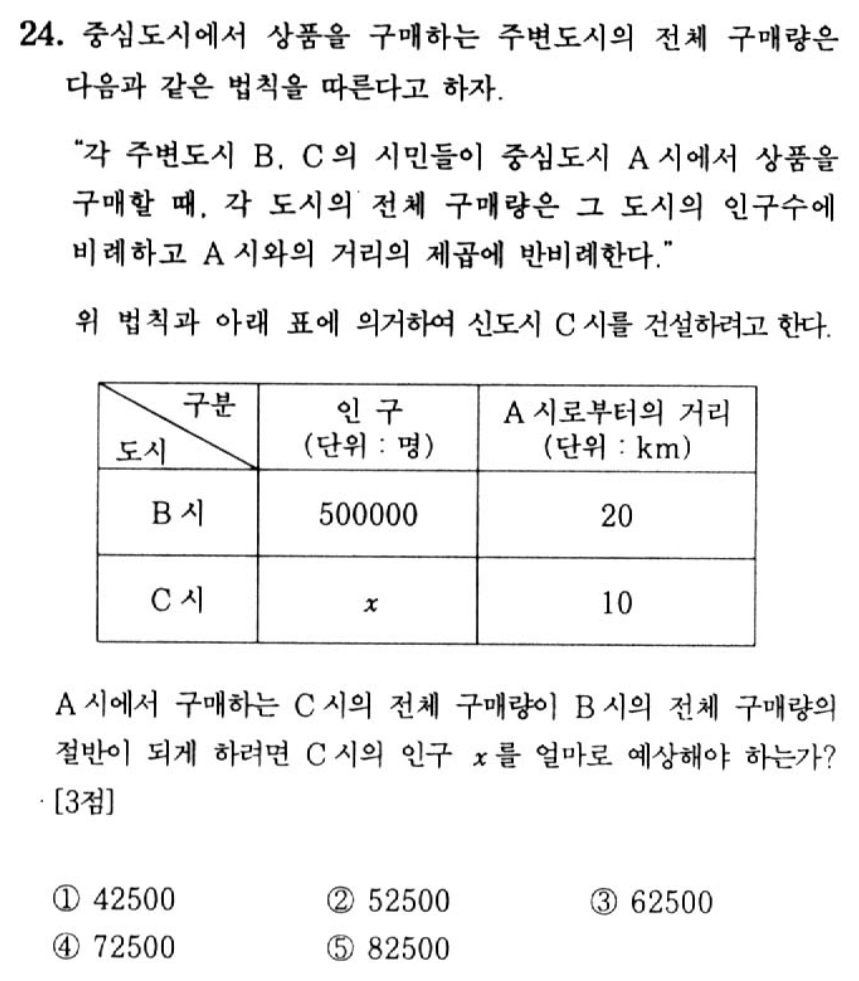 24. 중심도시에서 상품을 구매하는 주변도시의 전체 구매량은
다음과 같은 법칙을 따른다고 하자.
“각 주변도시 B, C의 시민들이 중심도시 A시에서 상품을
구매할 때, 각 도시의 전체 구매량은 그 도시의 인구수에
비례하고 A시와의 거리의 제곱에 반비례한다.”
위 법칙과 아래 표에 의거하여 신도시 C시를 건설하려고 한다.
구분
도시
인 구
(단위 : 명)
A 시로부터의 거리
(단위 : km)
B 시
500000
20
C 시
x
10
A 시에서 구매하는 C 시의 전체 구매량이 B 시의 전체 구매량의
절반이 되게 하려면 C 시의 인구 x를 얼마로 예상해야 하는가?
[3점]
① 42500 ② 52500 ③ 62500
④ 72500 ⑤ 82500